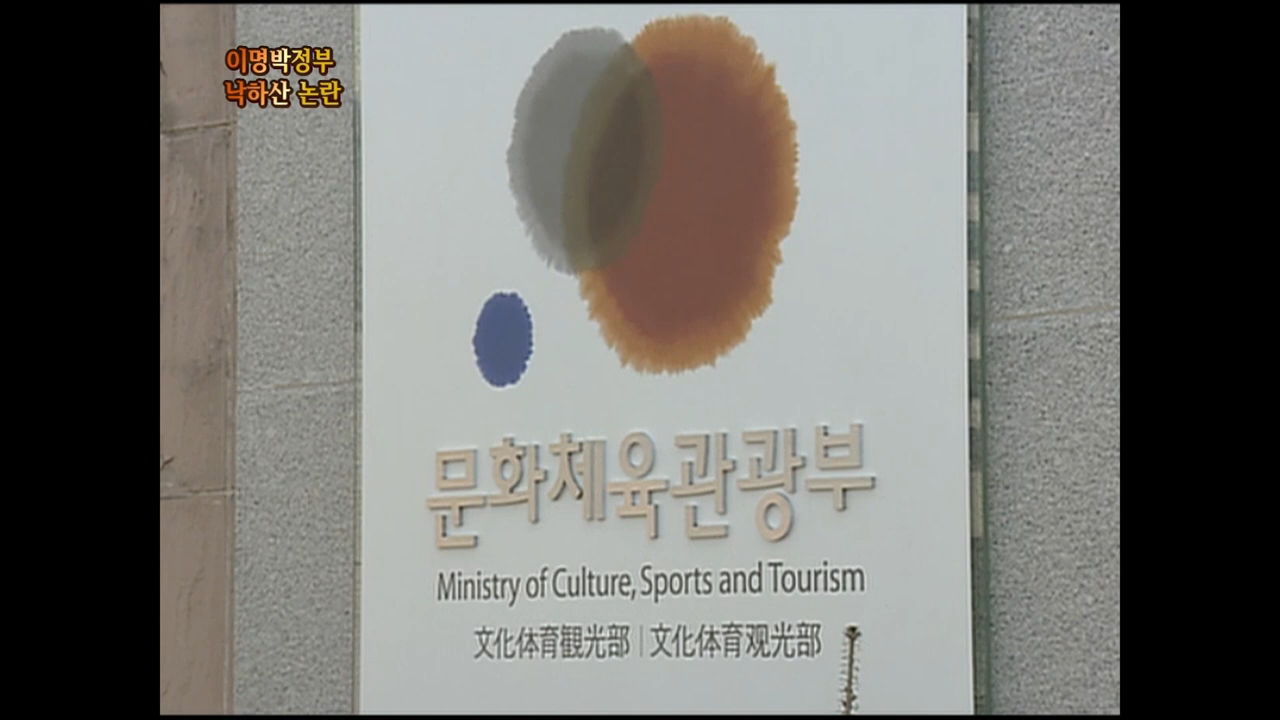 이명박정부
낙하산 논란
문화체육관광부
Ministry of Culture, Sports and Tourism
文化体育観光部 | 文化体育观光部